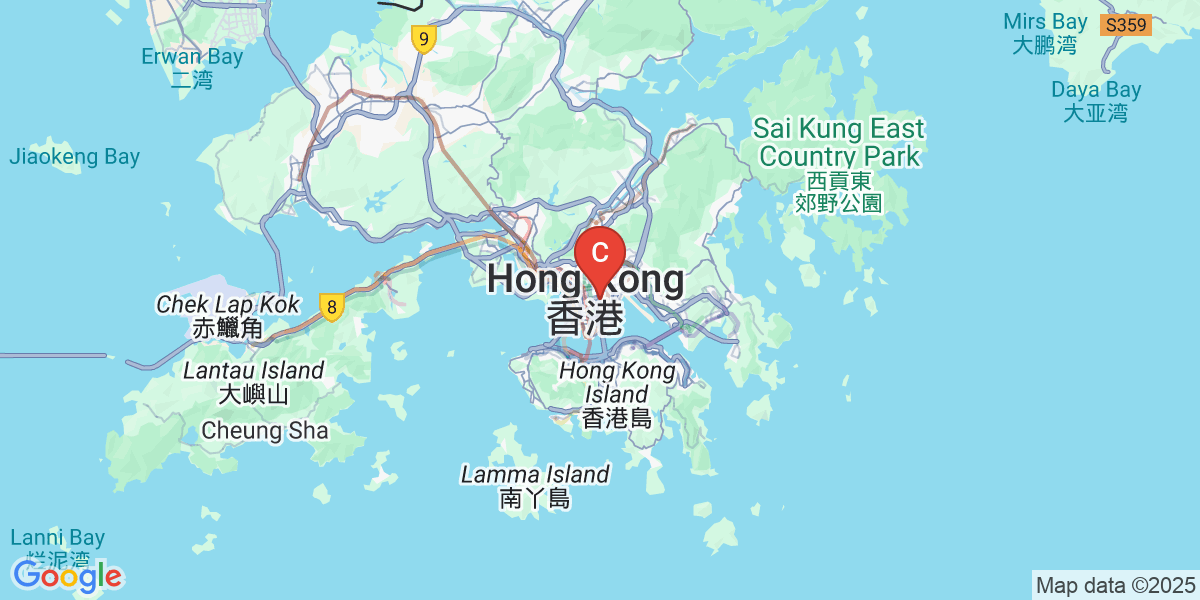 9
Mirs Bay
大鹏湾
S359
Erwan Bay
二湾
Daya Bay
大亚湾
Jiaokeng Bay
Sai Kung East
Country Park
西貢東
郊野公園
C
Hong Kong
香港
Chek Lap Kok
赤鱲角
8
Lantau Island
大嶼山
Cheung Sha
Hong Kong
Island
香港島
Lamma Island
南丫島
Lanni Bay
烂泥湾
Google
Map data ©2025